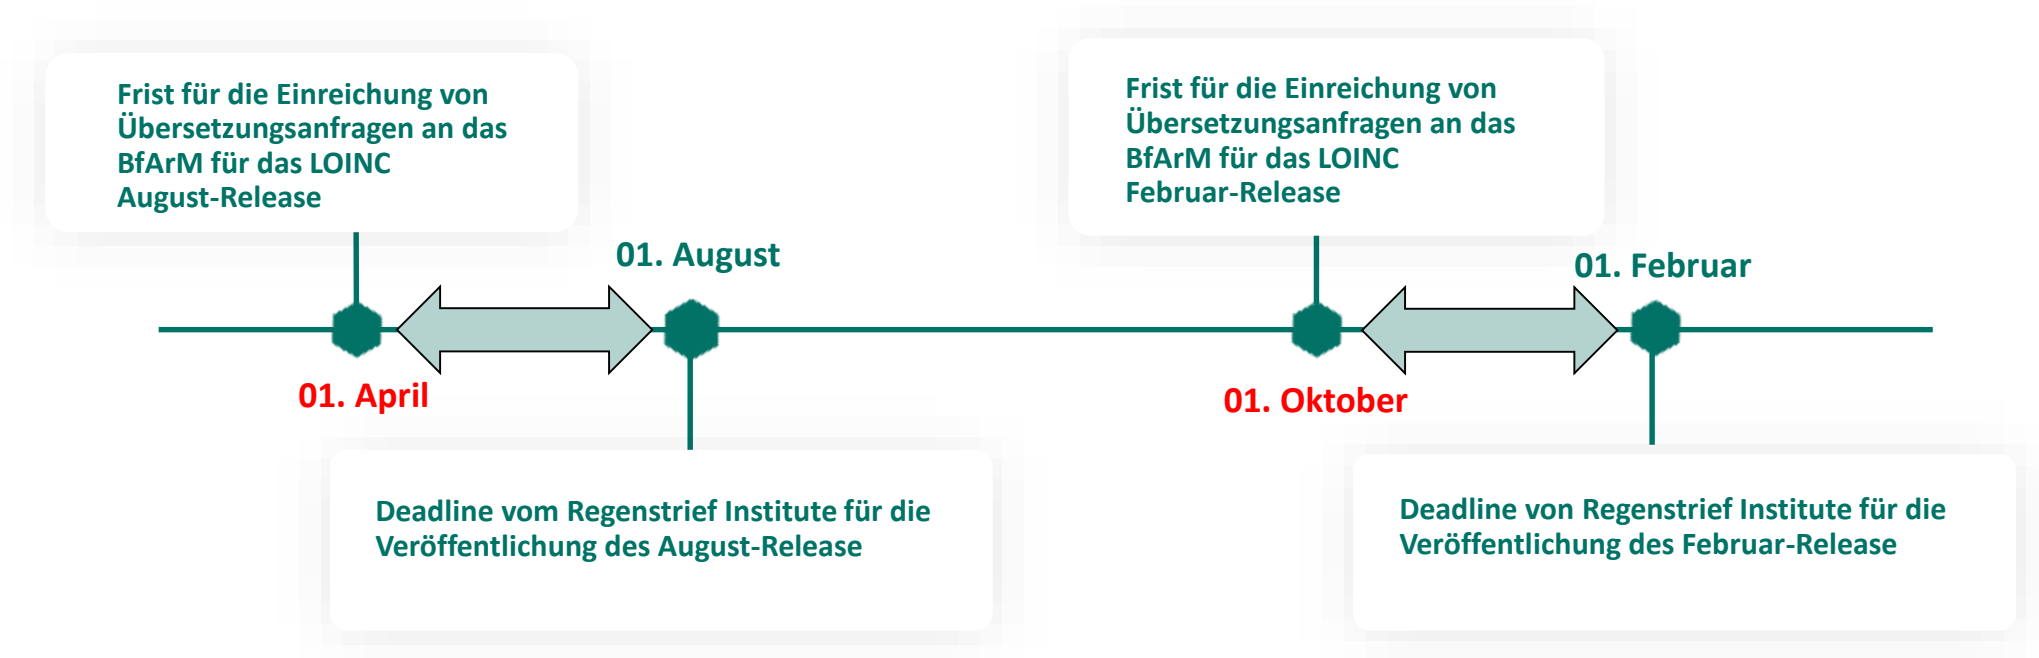 Frist für die Einreichung von
Übersetzungsanfragen an das
BfArM für das LOINC
August-Release
01. April
01. August
Deadline vom Regenstrief Institute für die
Veröffentlichung des August-Release
Frist für die Einreichung von
Übersetzungsanfragen an das
BfArM für das LOINC
Februar-Release
01. Oktober
01. Februar
Deadline von Regenstrief Institute für die
Veröffentlichung des Februar-Release